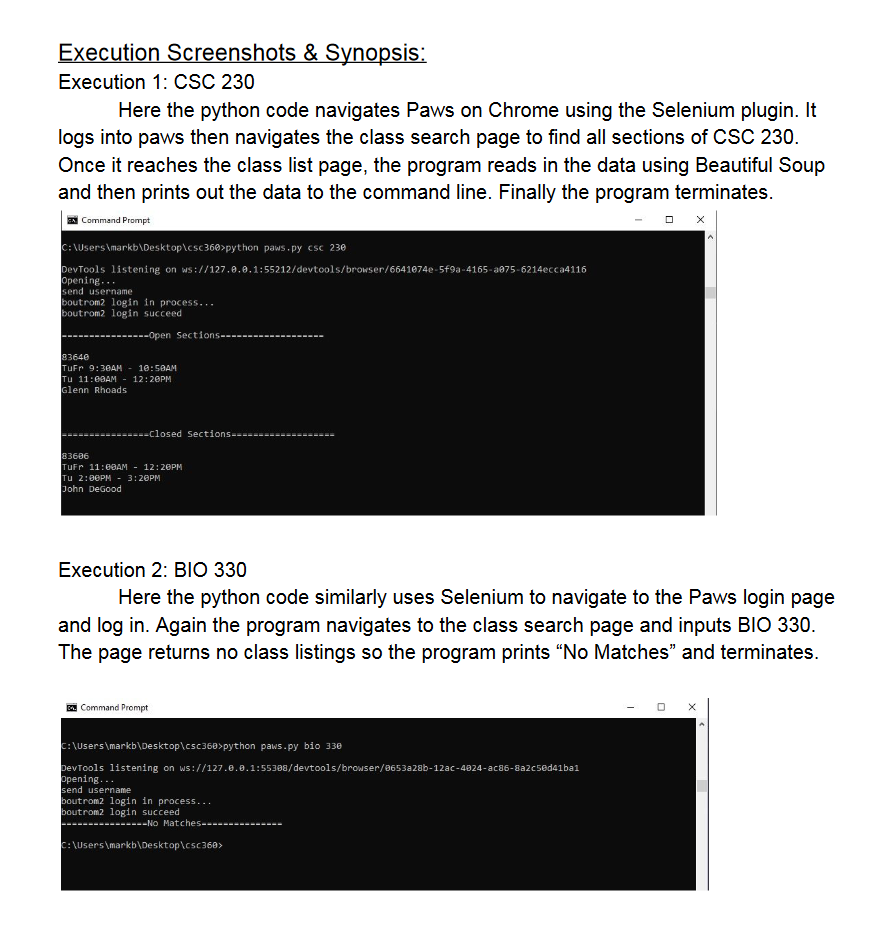 Execution Screenshots & Synopsis:
Execution 1: CSC 230
Here the python code navigates Paws on Chrome using the Selenium plugin. It
logs into paws then navigates the class search page to find all sections of CSC 230.
Once it reaches the class list page, the program reads in the data using Beautiful Soup
and then prints out the data to the command line. Finally the program terminates.
Command Prompt
C:\Users\markb\Desktop\csc360>python paws.py csc 230
DevTools listening on ws://127.0.0.1:55212/devtools/browser/6641074e-5f9a-4165-a075-6214ecca4116
Opening...
send username
boutrom2 login in process...
boutrom2 login succeed
----------------Open Sections-------------------
83640
TuFr 9:30AM - 10:50AM
Tu 11:00AM - 12:20PM
Glenn Rhoads
================Closed Sections===================
83606
TuFr 11:00AM - 12:20PM
Tu 2:00PM - 3:20PM
John DeGood
Execution 2: BIO 330
Here the python code similarly uses Selenium to navigate to the Paws login page
and log in. Again the program navigates to the class search page and inputs BIO 330.
The page returns no class listings so the program prints “No Matches” and terminates.
Command Prompt
C:\Users\markb\Desktop\csc360>python paws.py bio 330
DevTools listening on ws://127.0.0.1:55308/devtools/browser/0653a28b-12ac-4024-ac86-8a2c50d41ba1
Opening...
send username
boutrom2 login in process...
boutrom2 login succeed
================No Matches===============
C:\Users\markb\Desktop\csc360>